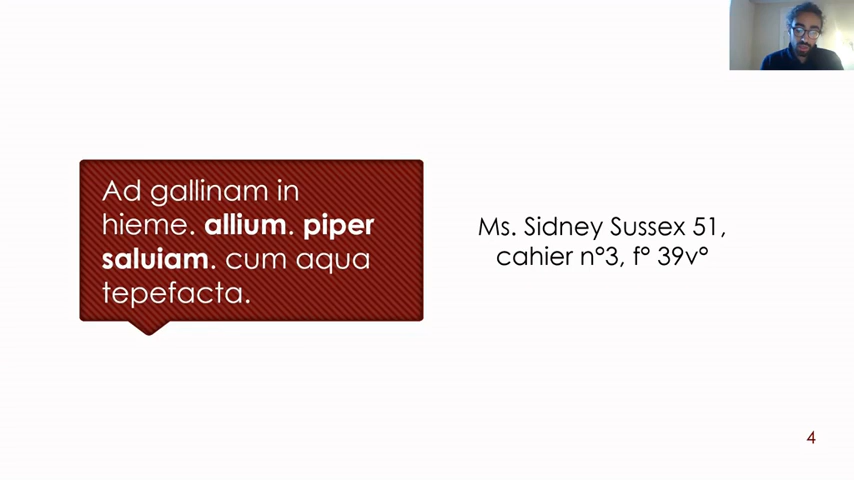 Ad gallinam in
hieme. allium. piper
saluiam. cum aqua
tepefacta.
Ms. Sidney Sussex 51,
cahier n°3, f° 39v°
4